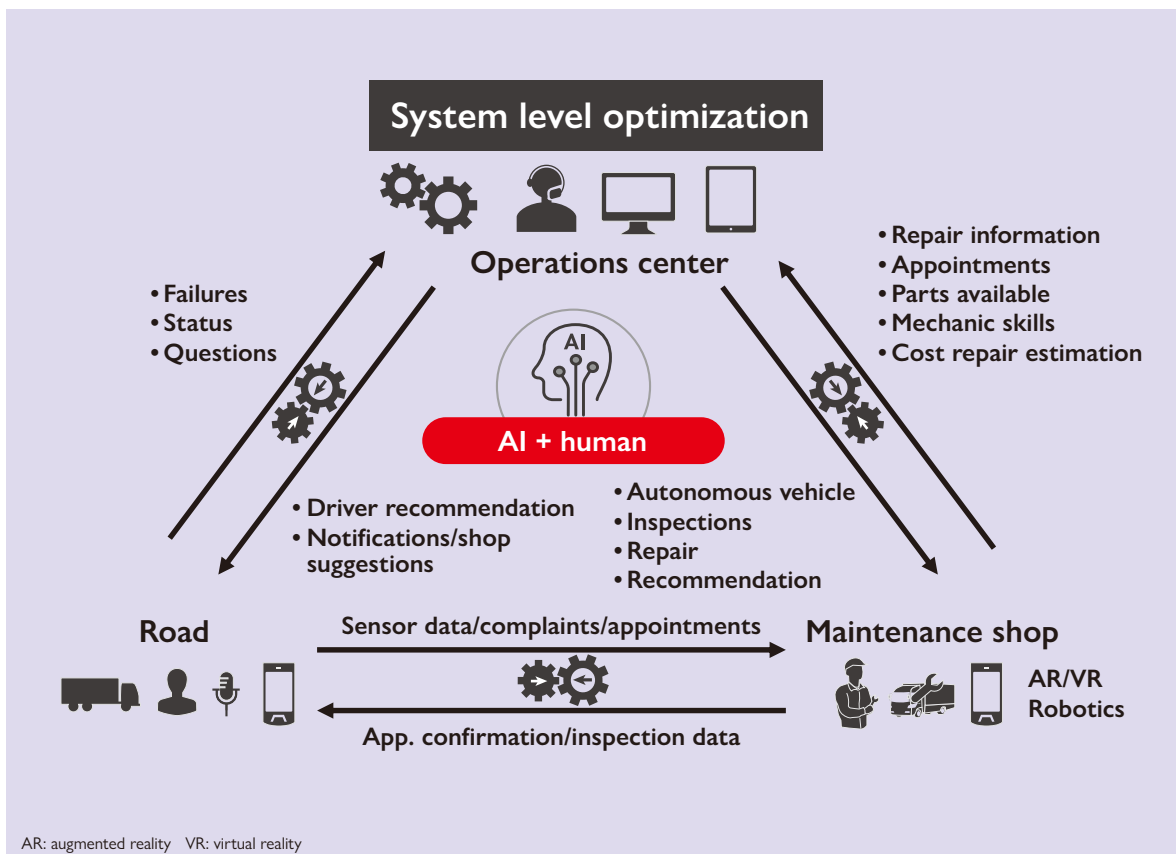 System level optimization
Operations center
• Failures
• Status
• Questions
• Repair information
• Appointments
• Parts available
• Mechanic skills
• Cost repair estimation
AI
AI + human
• Driver recommendation
• Notifications/shop
suggestions
• Autonomous vehicle
• Inspections
• Repair
• Recommendation
Road
Sensor data/complaints/appointments
Maintenance shop
AR/VR
Robotics
App. confirmation/inspection data
AR: augmented reality VR: virtual reality